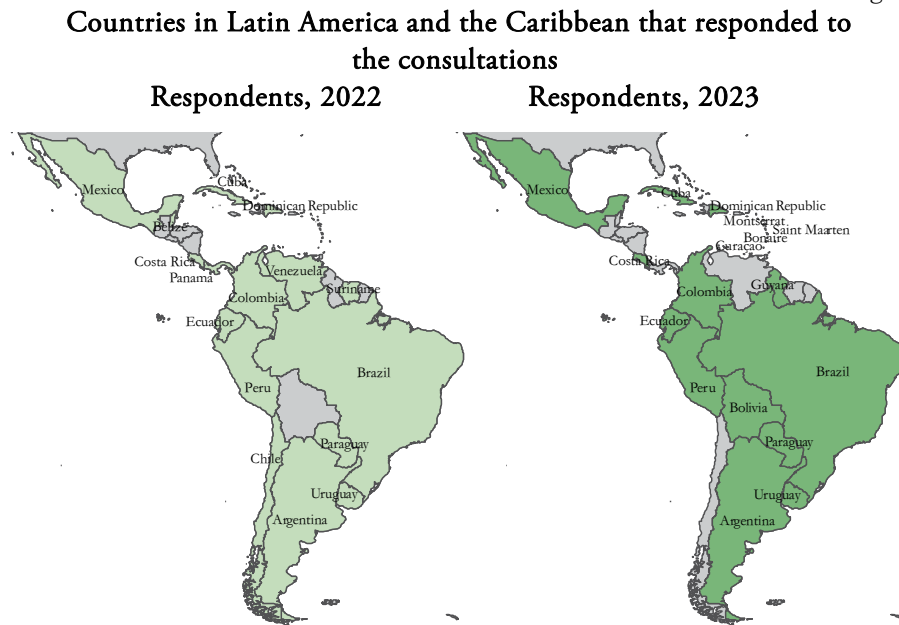 Countries in Latin America and the Caribbean that responded to
the consultations
Respondents, 2022
Respondents, 2023
Mexico
Cuba
Dominican Republic
Belize
Costa Rica
Panama
Venezuela
Suriname
Colombia
Ecuador
Brazil
Peru
Paraguay
Chile
Uruguay
Argentina
Mexico
Cuba
Dominican Republic
Montserrat
Saint Maarten
Bonaire
Curaçao
Costa Rica
Guyana
Colombia
Ecuador
Brazil
Peru
Bolivia
Paraguay
Uruguay
Argentina